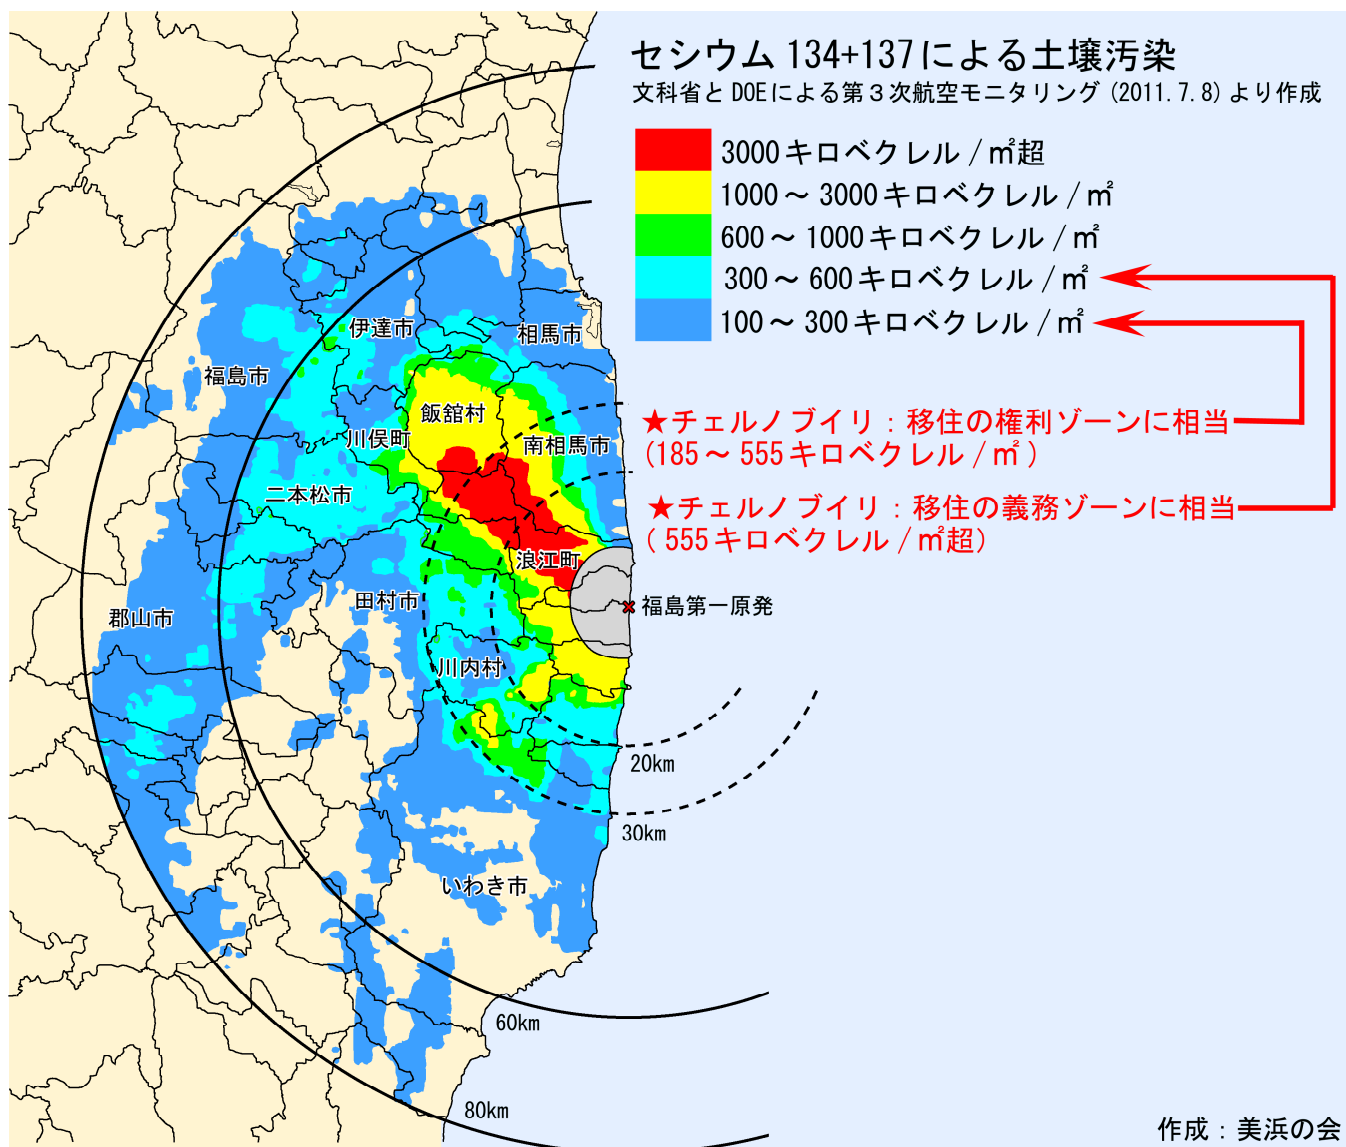 セシウム 134+137による土壌汚染
文科省と DOEによる第３次航空モニタリング (2011.7.8) より作成
3000キロベクレル / ㎡超
1000～ 3000キロベクレル / ㎡
600～ 1000キロベクレル / ㎡
300～ 600キロベクレル / ㎡
100～ 300キロベクレル / ㎡
★チェルノブイリ：移住の権利ゾーンに相当
(185～ 555キロベクレル / ㎡ )
★チェルノブイリ：移住の義務ゾーンに相当
( 555キロベクレル / ㎡超)
伊達市
相馬市
福島市
飯舘村
川俣町
南相馬市
二本松市
浪江町
田村市
福島第一原発
郡山市
川内村
20km
30km
いわき市
60km
80km
作成：美浜の会